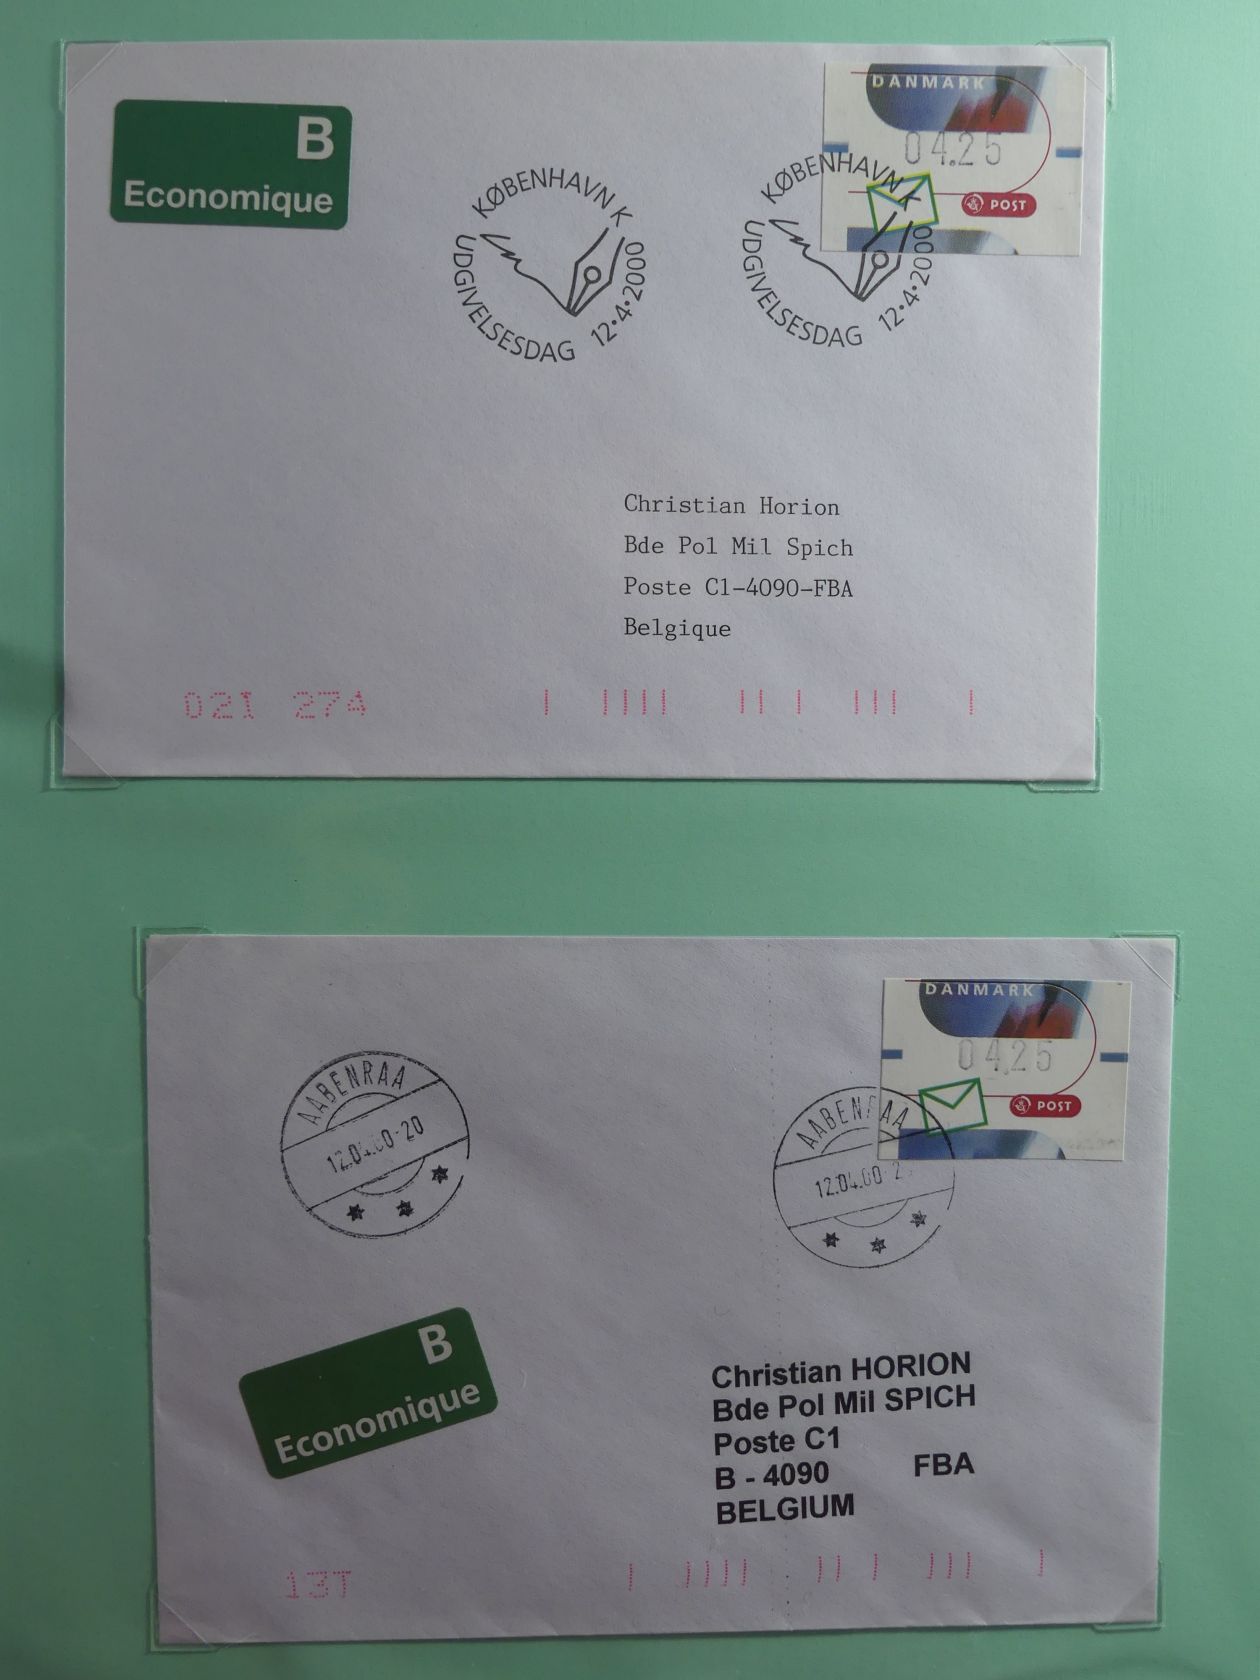 B
Economique
DANMARK
04.25
POST
KØBENHAVN K
UDGIVELSESDAG 12•4•2000
KØBENHAVN K
UDGIVELSESDAG 12•4•2000
Christian Horion
Bde Pol Mil Spich
Poste C1-4090-FBA
Belgique
021 274
DANMARK
04.25
POST
AABENRAA
12.04.00-20
AABENRAA
12.04.00
B
Economique
Christian HORION
Bde Pol Mil SPICH
Poste C1
B - 4090 FBA
BELGIUM
13T